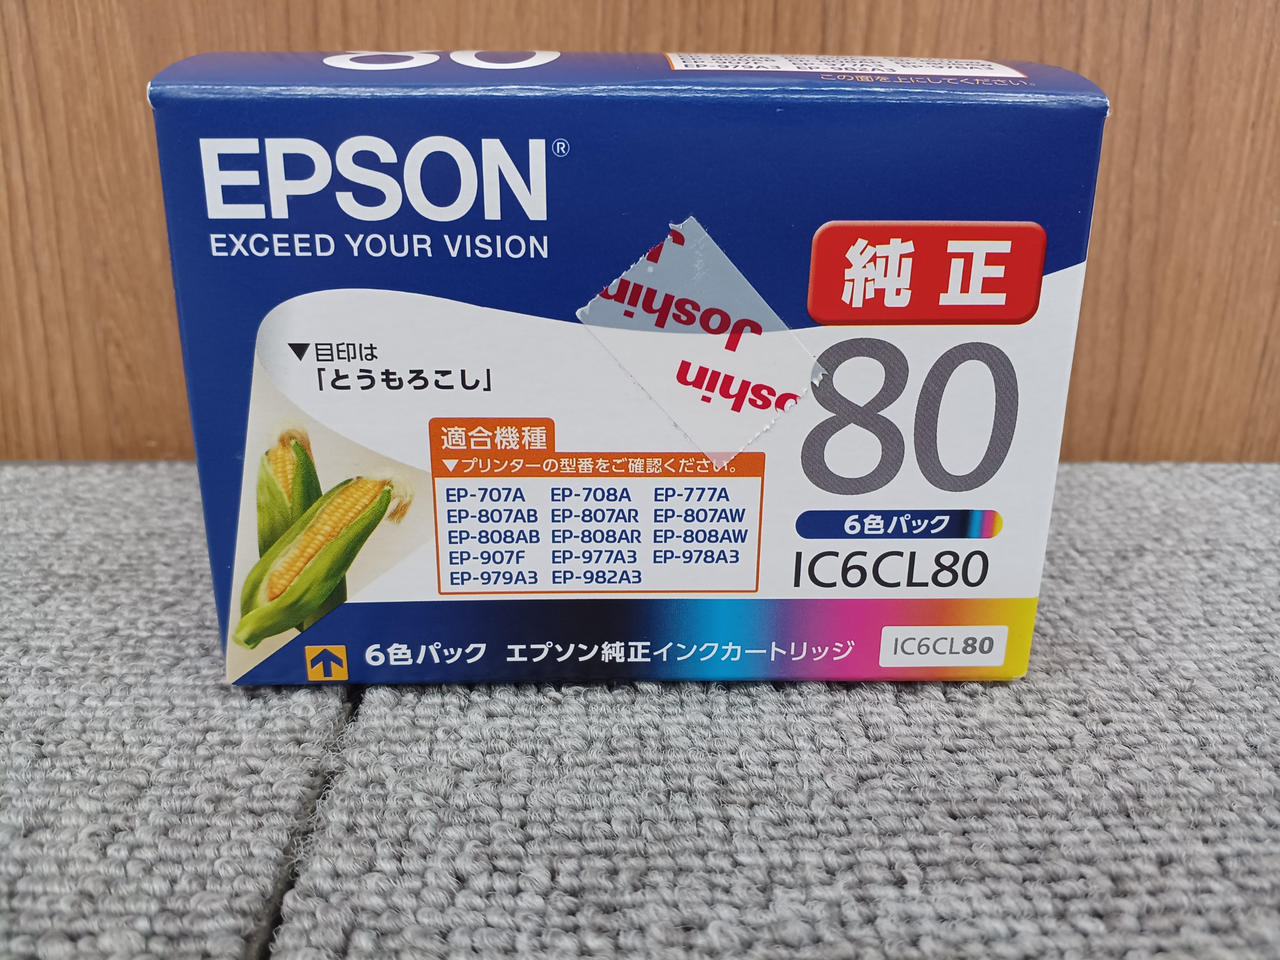 80
この面を上にしてください。
EPSON®
EXCEED YOUR VISION
純正
▼目印は
「とうもろこし」
Joshin
Joshin
適合機種
▼プリンターの型番をご確認ください。
EP-707A EP-708A EP-777A
EP-807AB EP-807AR EP-807AW
EP-808AB EP-808AR EP-808AW
EP-907F EP-977A3 EP-978A3
EP-979A3 EP-982A3
80
6色パック
IC6CL80
6色パック エプソン純正インクカートリッジ
IC6CL80